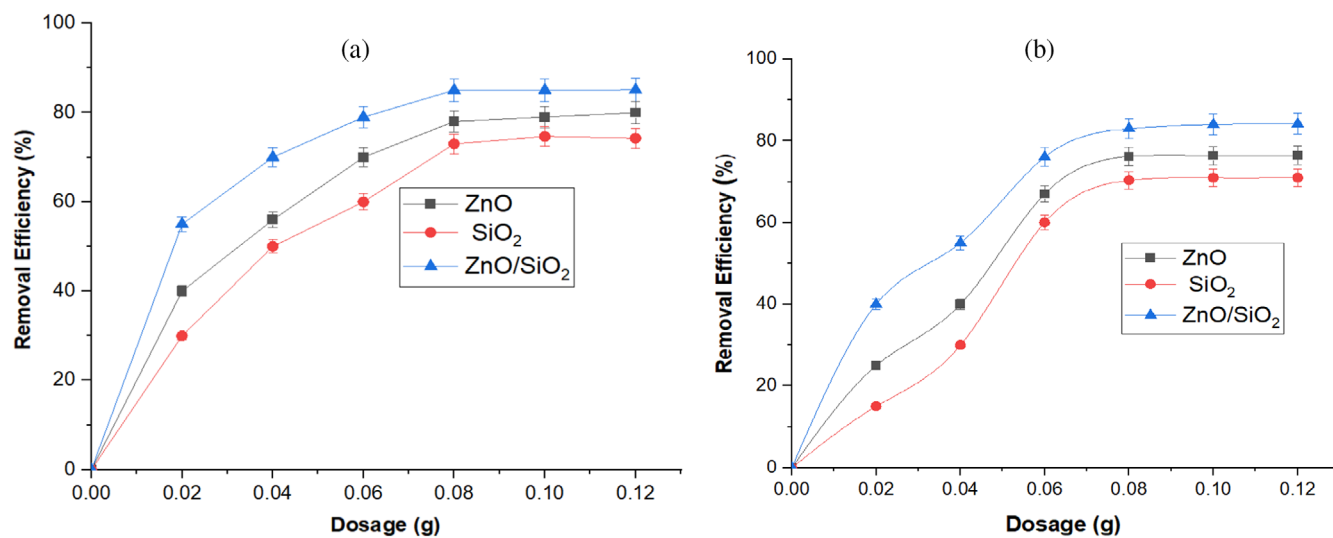 (a)
Removal Efficiency (%)
100
80
60
40
20
0
ZnO
SiO₂
ZnO/SiO₂
0.00 0.02 0.04 0.06 0.08 0.10 0.12
Dosage (g)
(b)
Removal Efficiency (%)
100
80
60
40
20
0
ZnO
SiO₂
ZnO/SiO₂
0.00 0.02 0.04 0.06 0.08 0.10 0.12
Dosage (g)